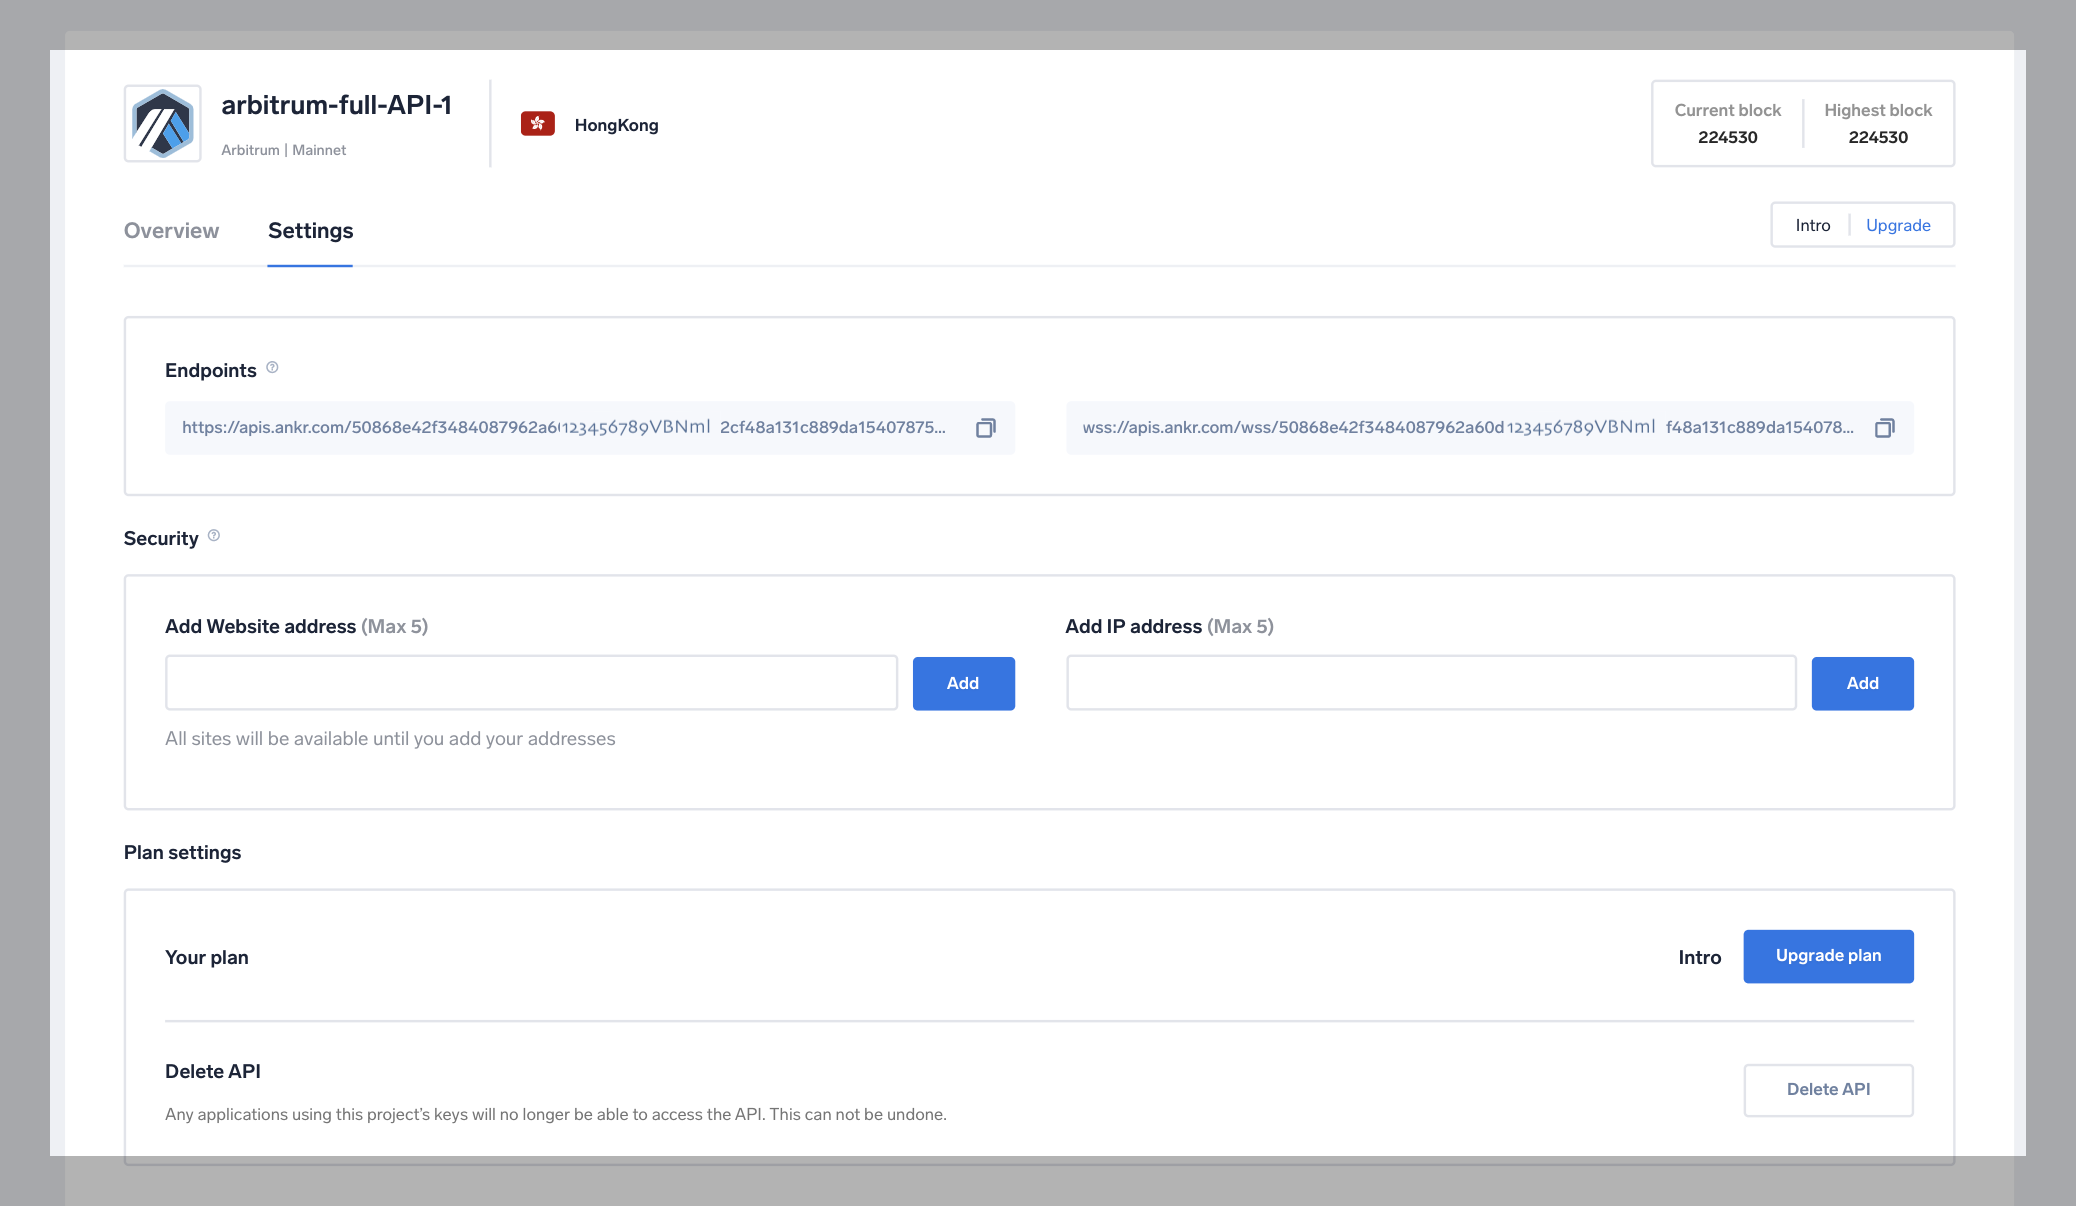 arbitrum-full-API-1
Arbitrum | Mainnet
HongKong
Current block
224530
Highest block
224530
Overview
Settings
Intro
Upgrade
Endpoints
https://apis.ankr.com/50868e42f3484087962a6(123456789VBNml 2cf48a131c889da15407875...
wss://apis.ankr.com/wss/50868e42f3484087962a60d123456789VBNml f48a131c889da154078...
Security
Add Website address (Max 5)
Add
All sites will be available until you add your addresses
Add IP address (Max 5)
Add
Plan settings
Your plan
Intro
Upgrade plan
Delete API
Any applications using this project's keys will no longer be able to access the API. This can not be undone.
Delete API